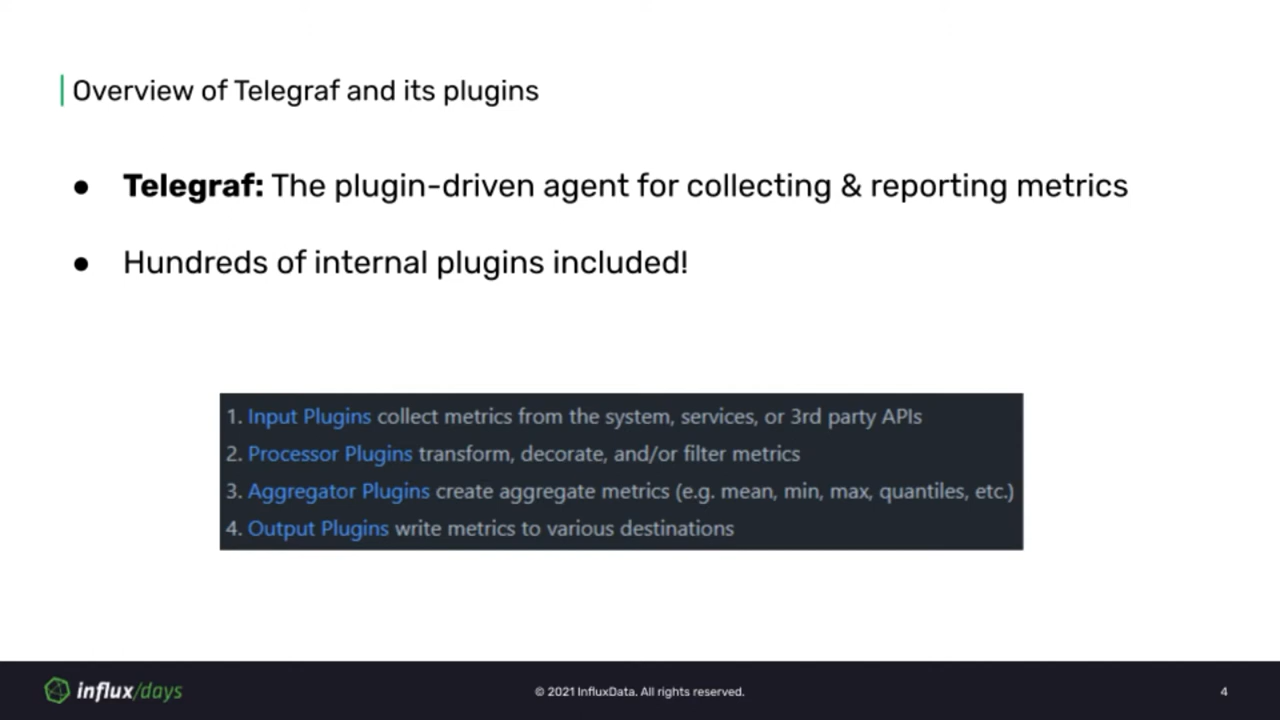 Overview of Telegraf and its plugins
● Telegraf: The plugin-driven agent for collecting & reporting metrics
● Hundreds of internal plugins included!
1. Input Plugins collect metrics from the system, services, or 3rd party APIs
2. Processor Plugins transform, decorate, and/or filter metrics
3. Aggregator Plugins create aggregate metrics (e.g. mean, min, max, quantiles, etc.)
4. Output Plugins write metrics to various destinations
influx/days
© 2021 InfluxData. All rights reserved.
4